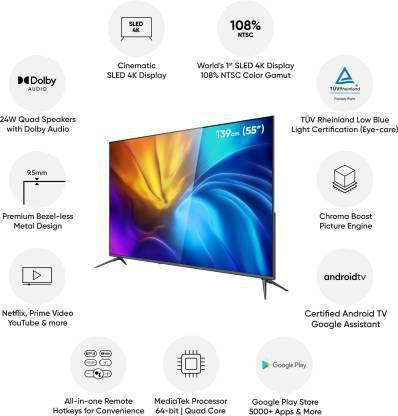 SLED
4K
Cinematic
SLED 4K Display
108%
NTSC
World's 1st SLED 4K Display
108% NTSC Color Gamut
Dolby
AUDIO
24W Quad Speakers
with Dolby Audio
TÜVRheinland
Precisely Right.
TÜV Rheinland Low Blue
Light Certification (Eye-care)
139cm (55")
9.5mm
Premium Bezel-less
Metal Design
Chroma Boost
Picture Engine
Netflix, Prime Video
YouTube & more
androidtv
Certified Android TV
Google Assistant
All-in-one Remote
Hotkeys for Convenience
MediaTek Processor
64-bit | Quad Core
Google Play
Google Play Store
5000+ Apps & More